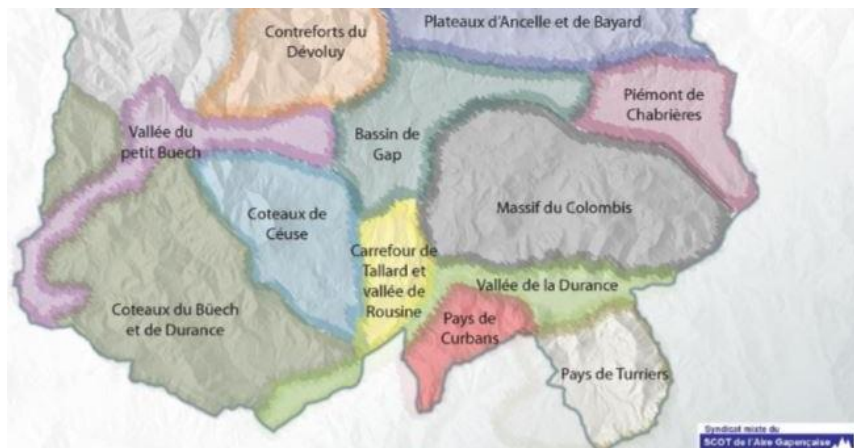 Plateaux d'Ancelle et de Bayard
Contreforts du
Dévoluy
Piémont de
Chabrières
Vallée du
petit Buech
Bassin de
Gap
Massif du Colombis
Coteaux de
Céuse
Carrefour de
Tallard et
vallée de
Rousine
Vallée de la Durance
Coteaux du Büech
et de Durance
Pays de
Curbans
Pays de Turriers
Syndicat mixte du
SCOT de l'Aire Gapençaise